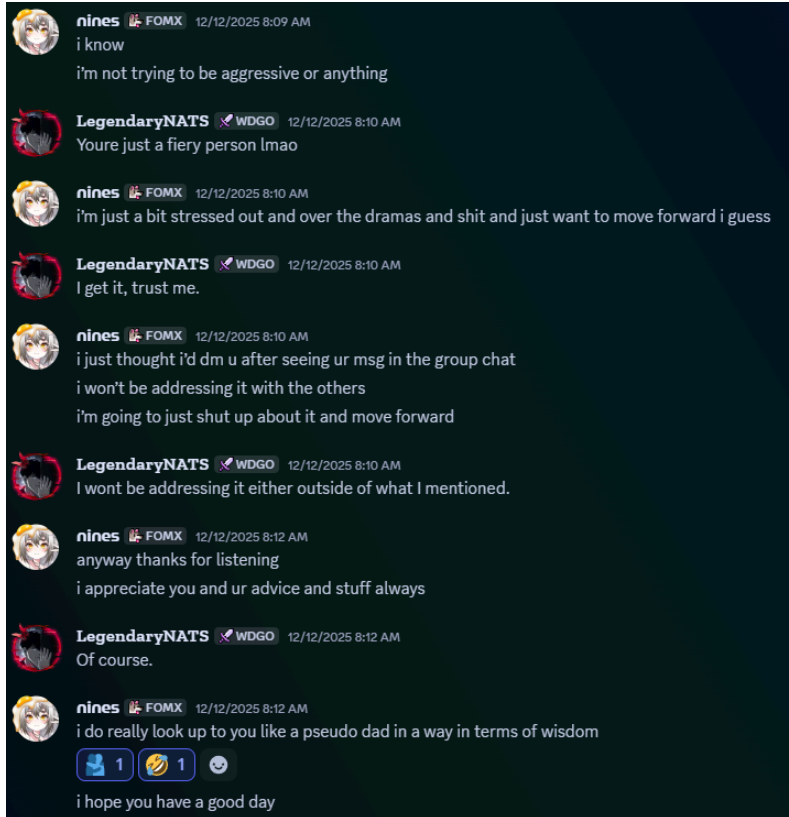 nines FOMX 12/12/2025 8:09 AM
i know
i'm not trying to be aggressive or anything
LegendaryNATS WDGO 12/12/2025 8:10 AM
Youre just a fiery person lmao
nines FOMX 12/12/2025 8:10 AM
i'm just a bit stressed out and over the dramas and shit and just want to move forward i guess
LegendaryNATS WDGO 12/12/2025 8:10 AM
I get it, trust me.
nines FOMX 12/12/2025 8:10 AM
i just thought i'd dm u after seeing ur msg in the group chat
i won't be addressing it with the others
i'm going to just shut up about it and move forward
LegendaryNATS WDGO 12/12/2025 8:10 AM
I wont be addressing it either outside of what I mentioned.
nines FOMX 12/12/2025 8:12 AM
anyway thanks for listening
i appreciate you and ur advice and stuff always
LegendaryNATS WDGO 12/12/2025 8:12 AM
Of course.
nines FOMX 12/12/2025 8:12 AM
i do really look up to you like a pseudo dad in a way in terms of wisdom
1 1
i hope you have a good day